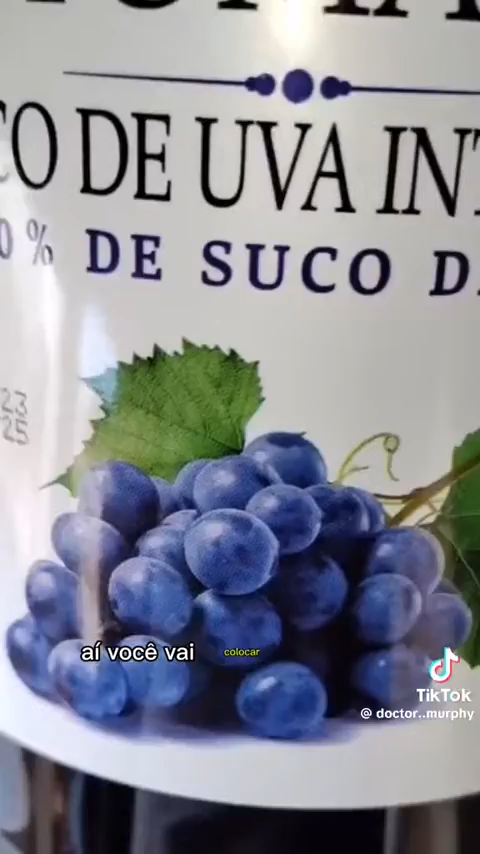 CO DE UVA INT
0 % DE SUCO D
23
25
aí você vai colocar
TikTok
@ doctor..murphy